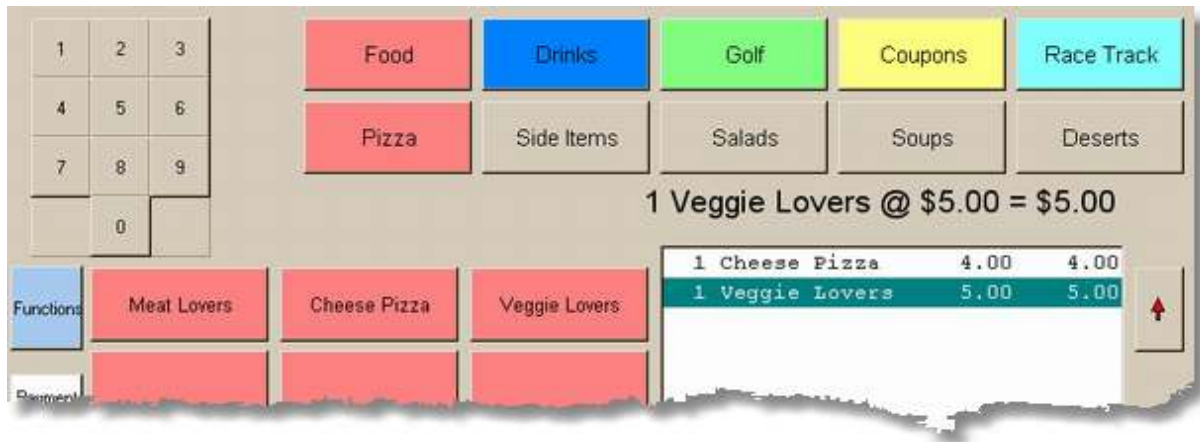 1 2 3 Food Drinks Golf Coupons Race Track
4 5 6 Pizza Side Items Salads Soups Deserts
7 8 9
0
1 Veggie Lovers @ $5.00 = $5.00
1 Cheese Pizza 4.00 4.00
1 Veggie Lovers 5.00 5.00
Functions Meat Lovers Cheese Pizza Veggie Lovers
Payment